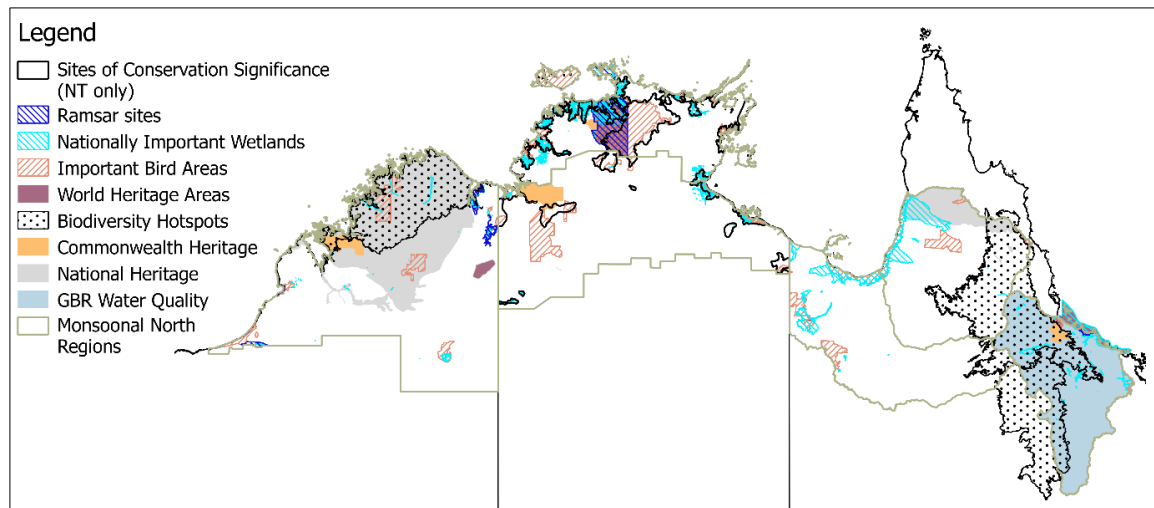 Legend
Sites of Conservation Significance
(NT only)
Ramsar sites
Nationally Important Wetlands
Important Bird Areas
World Heritage Areas
Biodiversity Hotspots
Commonwealth Heritage
National Heritage
GBR Water Quality
Monsoonal North
Regions